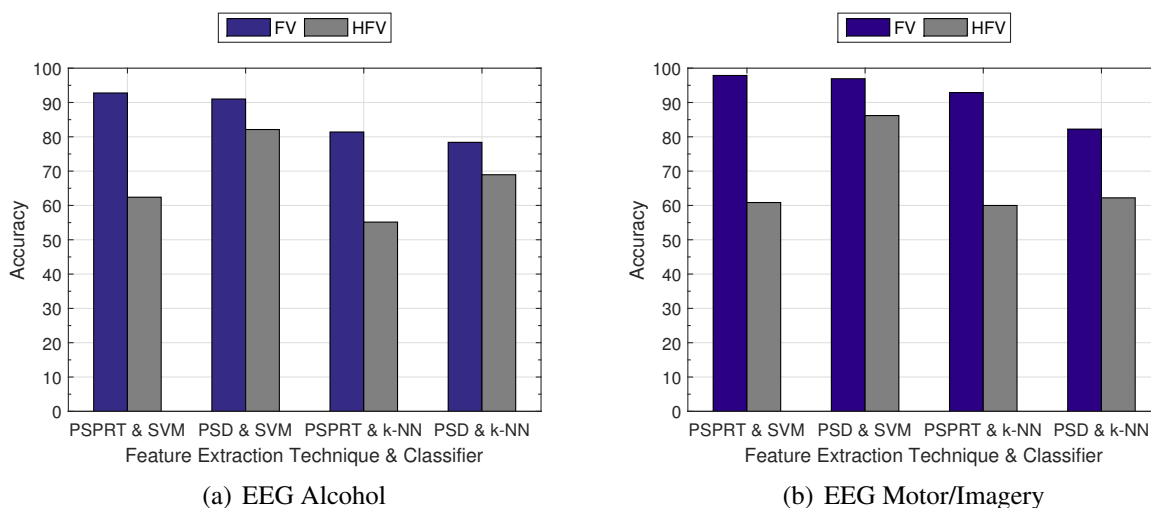 FV HFV
100
90
80
70
60
50
40
30
20
10
0
Accuracy
PSPRT & SVM PSD & SVM PSPRT & k-NN PSD & k-NN
Feature Extraction Technique & Classifier
(a) EEG Alcohol
FV HFV
100
90
80
70
60
50
40
30
20
10
0
Accuracy
PSPRT & SVM PSD & SVM PSPRT & k-NN PSD & k-NN
Feature Extraction Technique & Classifier
(b) EEG Motor/Imagery